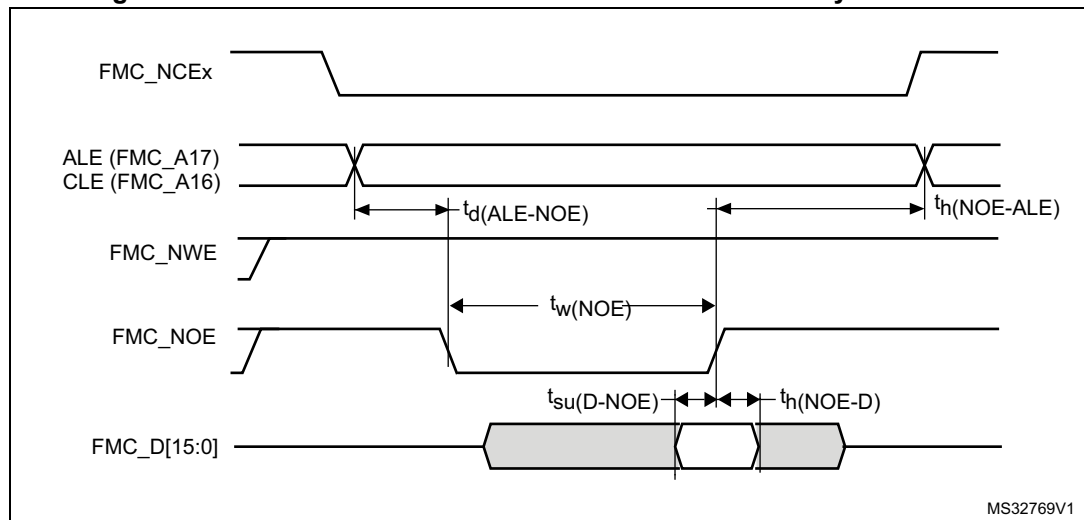 FMC_NCEx
ALE (FMC_A17)
CLE (FMC_A16)
td(ALE-NOE)
th(NOE-ALE)
FMC_NWE
tw(NOE)
FMC_NOE
tsu(D-NOE)
th(NOE-D)
FMC_D[15:0]
MS32769V1